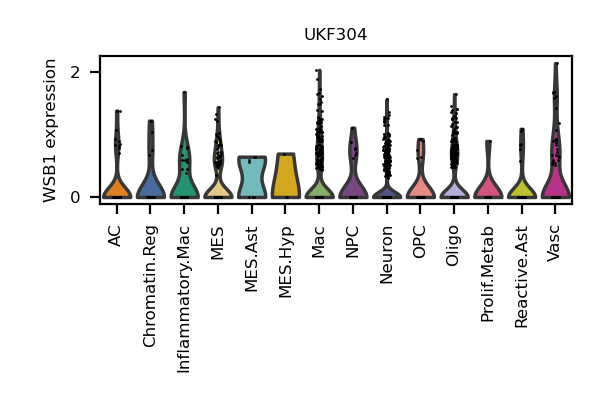 UKF304
WSB1 expression
2
0
AC
Chromatin.Reg
Inflammatory.Mac
MES
MES.Ast
MES.Hyp
Mac
NPC
Neuron
OPC
Oligo
Prolif.Metab
Reactive.Ast
Vasc